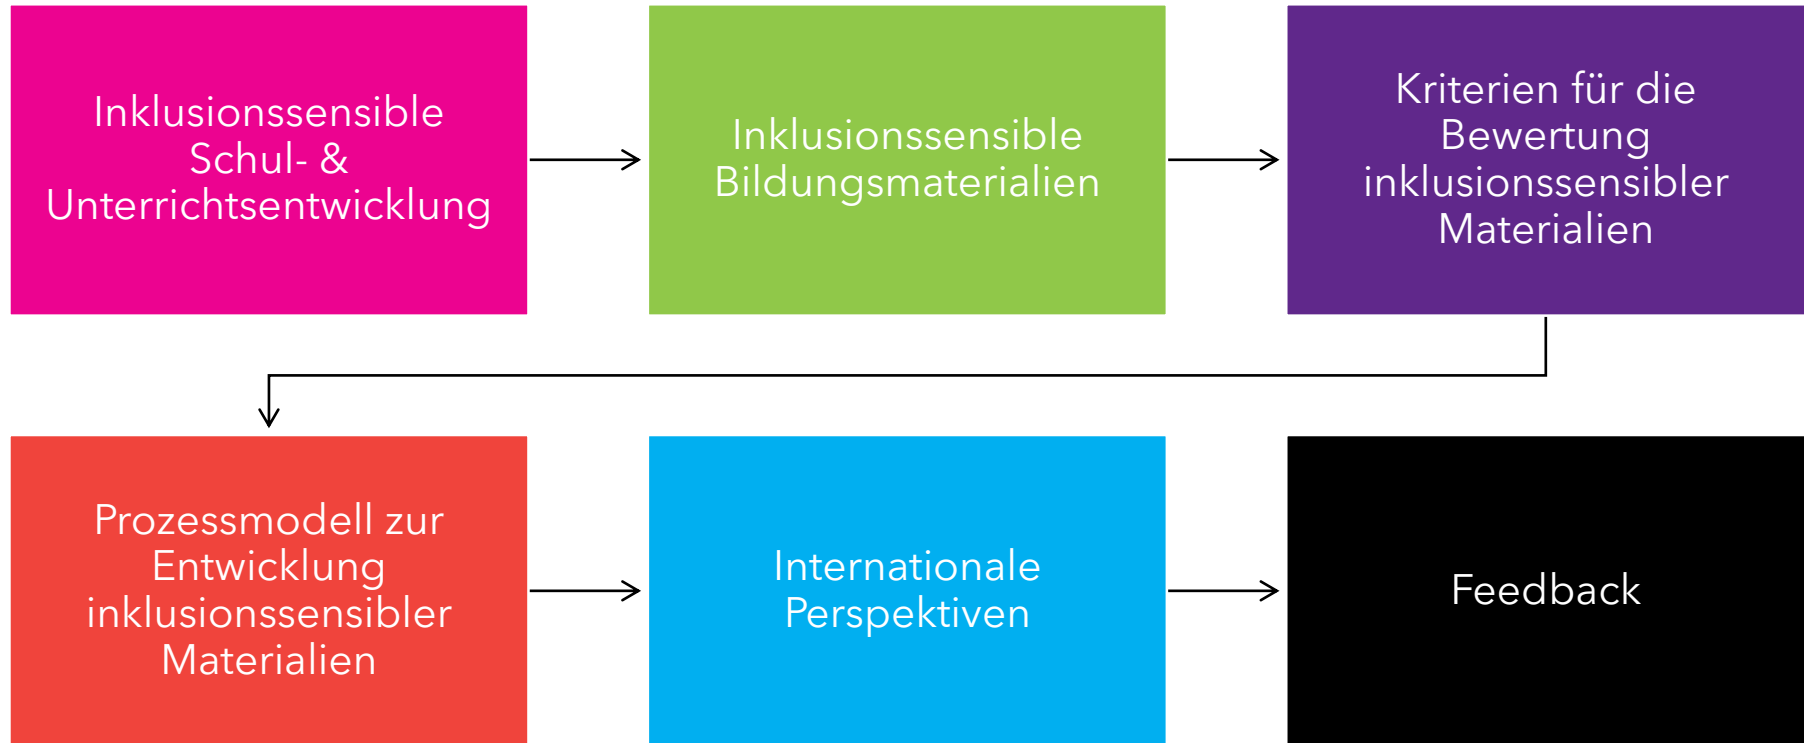 Inklusionssensible
Schul- &
Unterrichtsentwicklung
Inklusionssensible
Bildungsmaterialien
Kriterien für die
Bewertung
inklusionssensibler
Materialien
Prozessmodell zur
Entwicklung
inklusionssensibler
Materialien
Internationale
Perspektiven
Feedback